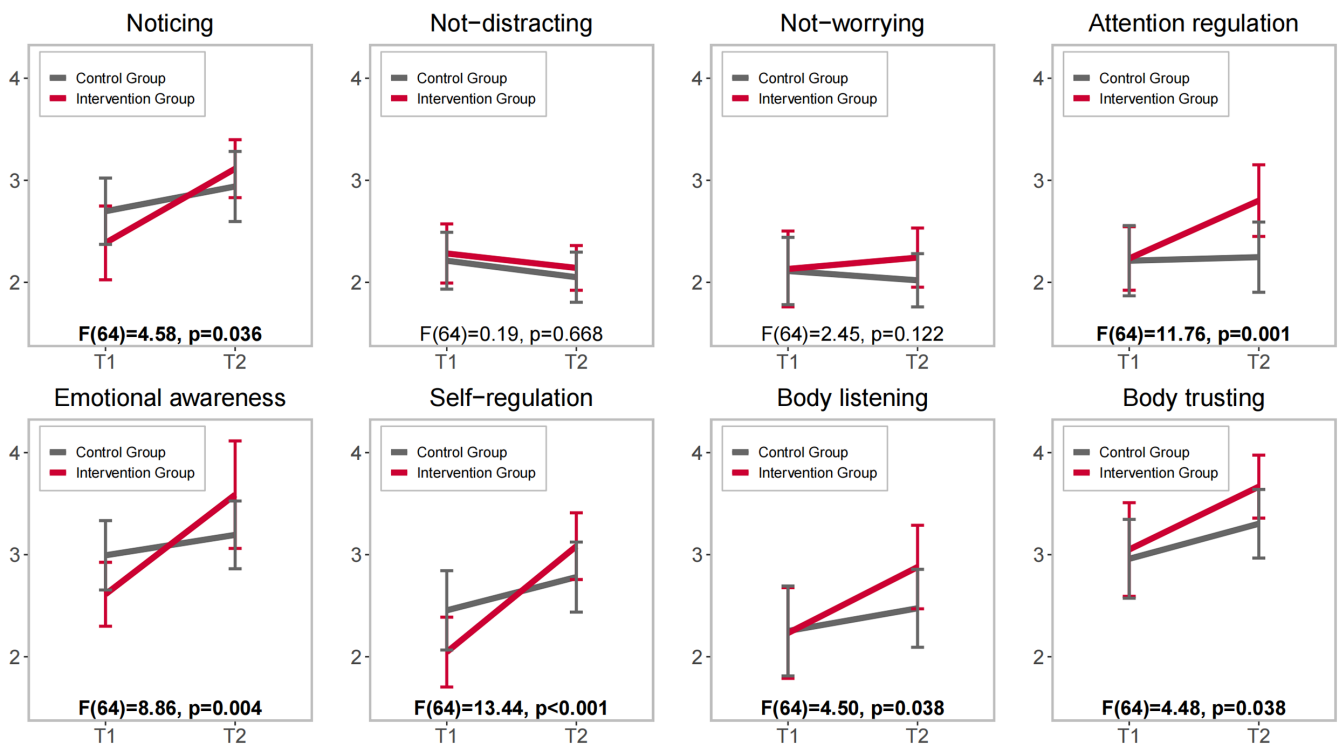 Noticing
4
3
2
Control Group
Intervention Group
F(64)=4.58, p=0.036
T1
T2
Not−distracting
4
3
2
Control Group
Intervention Group
F(64)=0.19, p=0.668
T1
T2
Not−worrying
4
3
2
Control Group
Intervention Group
F(64)=2.45, p=0.122
T1
T2
Attention regulation
4
3
2
Control Group
Intervention Group
F(64)=11.76, p=0.001
T1
T2
Emotional awareness
4
3
2
Control Group
Intervention Group
F(64)=8.86, p=0.004
T1
T2
Self−regulation
4
3
2
Control Group
Intervention Group
F(64)=13.44, p<0.001
T1
T2
Body listening
4
3
2
Control Group
Intervention Group
F(64)=4.50, p=0.038
T1
T2
Body trusting
4
3
2
Control Group
Intervention Group
F(64)=4.48, p=0.038
T1
T2